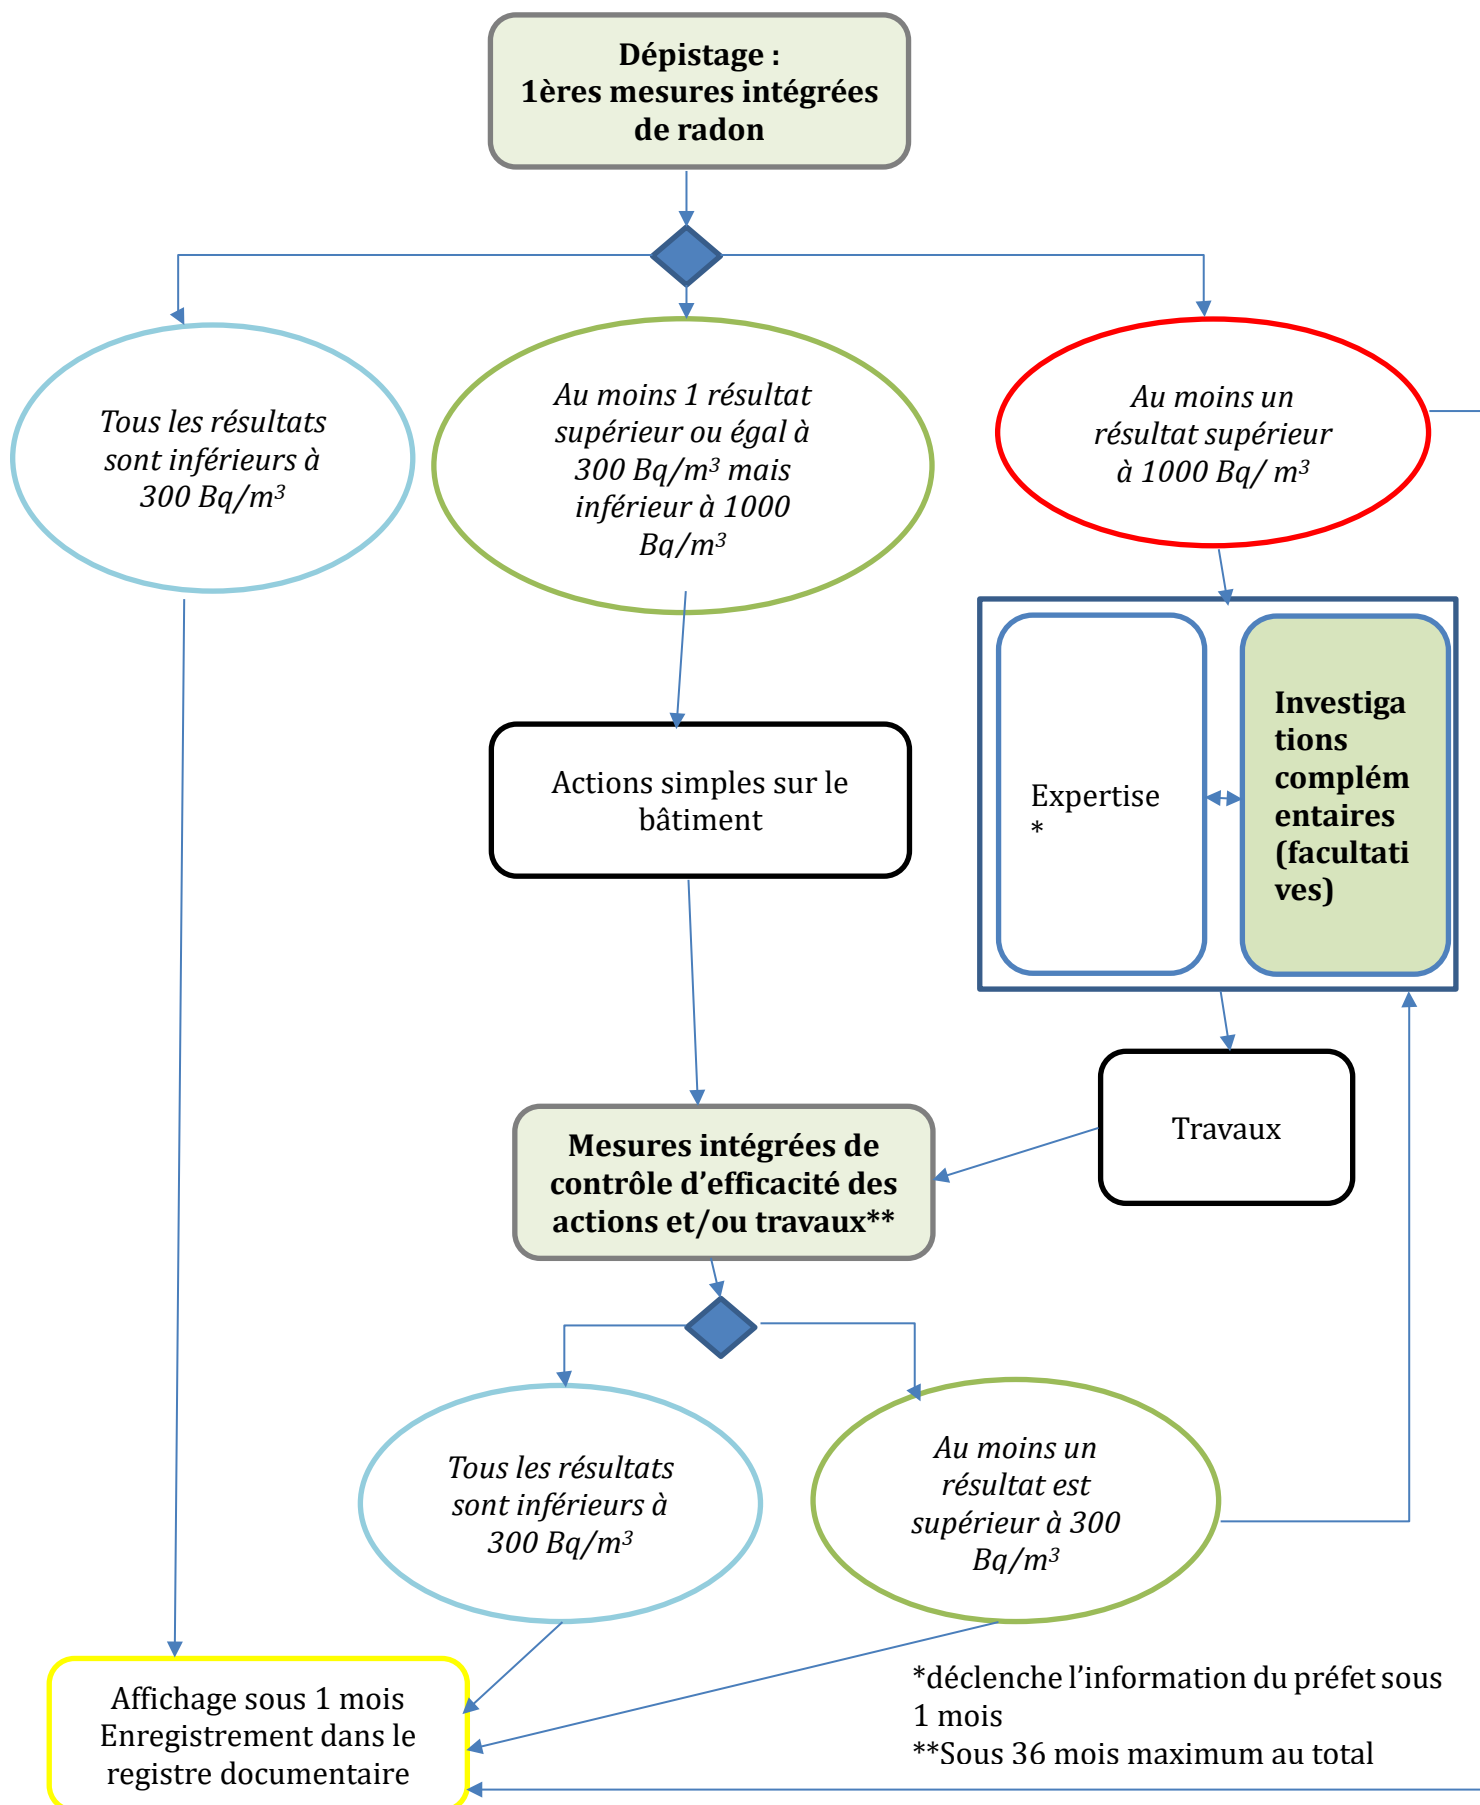 Dépistage :
1ères mesures intégrées
de radon
Tous les résultats
sont inférieurs à
300 Bq/m³
Au moins 1 résultat
supérieur ou égal à
300 Bq/m³ mais
inférieur à 1000
Bq/m³
Au moins un
résultat supérieur
à 1000 Bq/ m³
Expertise
*
Investiga
tions
complém
entaires
(facultati
ves)
Actions simples sur le
bâtiment
Travaux
Mesures intégrées de
contrôle d’efficacité des
actions et/ou travaux**
Tous les résultats
sont inférieurs à
300 Bq/m³
Au moins un
résultat est
supérieur à 300
Bq/m³
Affichage sous 1 mois
Enregistrement dans le
registre documentaire
*déclenche l’information du préfet sous
1 mois
**Sous 36 mois maximum au total